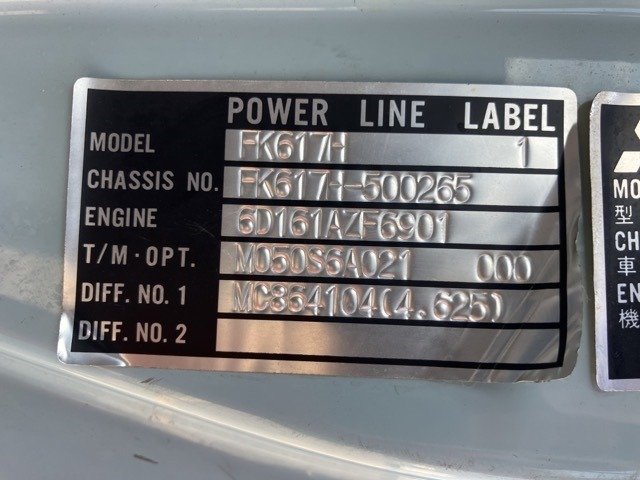 POWER LINE LABEL
MODEL FK617H 1
CHASSIS NO. FK617H-500265
ENGINE 6D161AZF6901
T/M·OPT. M050S6A021 000
DIFF. NO. 1 MC864104(4.625)
DIFF. NO. 2
MO
型
CH
車
EN
機